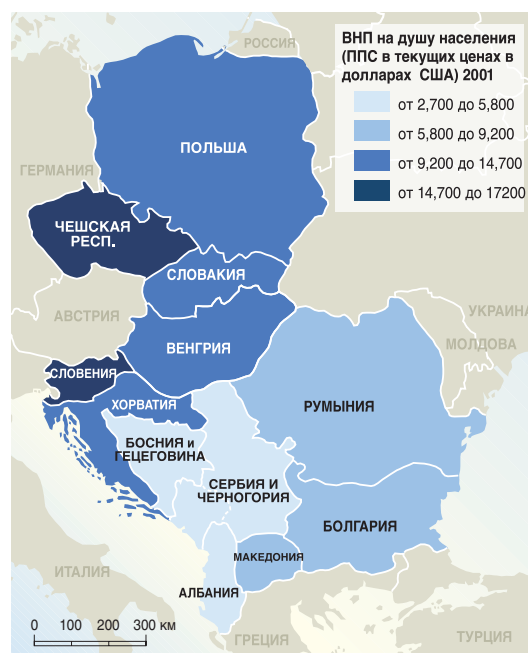 РОССИЯ
ВНП на душу населения
(ППС в текущих ценах в
долларах США) 2001
от 2,700 до 5,800
от 5,800 до 9,200
от 9,200 до 14,700
от 14,700 до 17200
ПОЛЬША
ГЕРМАНИЯ
ЧЕШСКАЯ
РЕСП.
СЛОВАКИЯ
АВСТРИЯ
УКРАИНА
МОЛДОВА
ВЕНГРИЯ
СЛОВЕНИЯ
ХОРВАТИЯ
РУМЫНИЯ
БОСНИЯ и
ГЕЦЕГОВИНА
СЕРБИЯ И
ЧЕРНОГОРИЯ
БОЛГАРИЯ
МАКЕДОНИЯ
ИТАЛИЯ
АЛБАНИЯ
ГРЕЦИЯ
ТУРЦИЯ
0 100 200 300 км